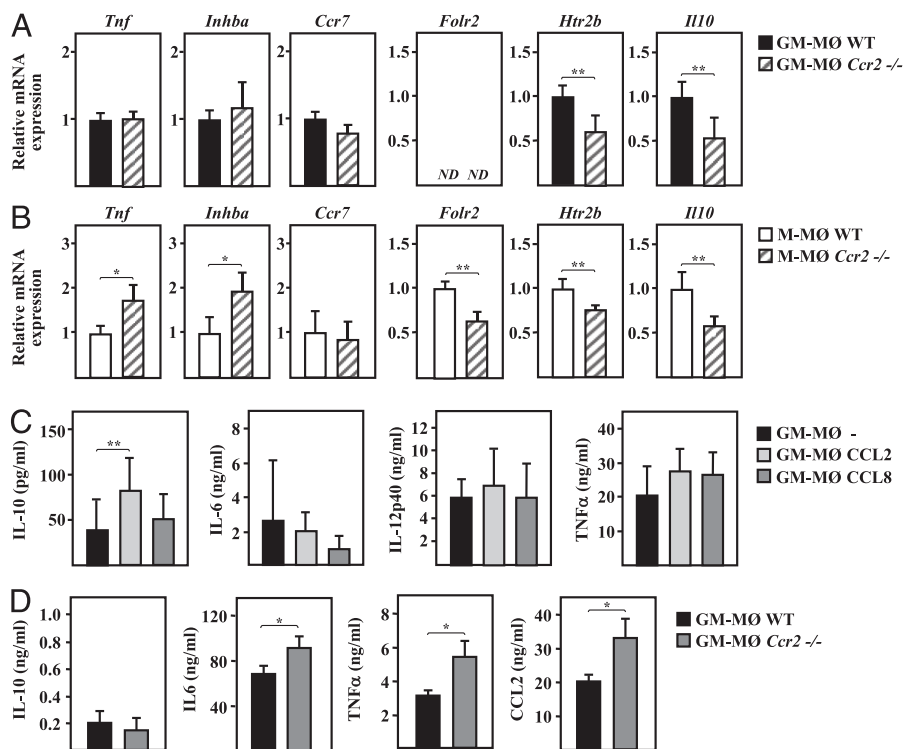 A
Tnf Inhba Ccr7 Folr2 Htr2b Il10
Relative mRNA
expression
2 2 2 1.5 1.5 1.5
1 1 1 1.0 1.0 1.0
0.5 0.5 0.5
** **
ND ND
GM-MØ WT
GM-MØ Ccr2 -/-
B
Tnf Inhba Ccr7 Folr2 Htr2b Il10
Relative mRNA
expression
3 3 3 1.5 1.5 1.5
2 2 2 1.0 1.0 1.0
1 1 1 0.5 0.5 0.5
* * ** ** **
M-MØ WT
M-MØ Ccr2 -/-
C
IL-10 (pg/ml)
150
100
50
**
IL-6 (ng/ml)
8
6
4
2
IL-12p40 (ng/ml)
12
10
8
6
4
2
TNFα (ng/ml)
40
30
20
10
GM-MØ -
GM-MØ CCL2
GM-MØ CCL8
D
IL-10 (ng/ml)
1.0
0.8
0.6
0.4
0.2
IL6 (ng/ml)
120
90
60
30
*
TNFα (ng/ml)
8
6
4
2
*
CCL2 (ng/ml)
40
30
20
10
*
GM-MØ WT
GM-MØ Ccr2 -/-